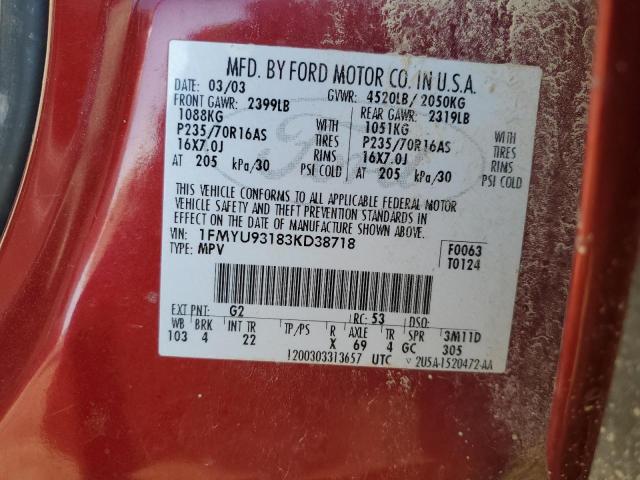 MFD. BY FORD MOTOR CO. IN U.S.A.
DATE: 03/03 GVWR: 4520LB/ 2050KG
FRONT GAWR: 2399LB REAR GAWR: 2319LB
1088KG WITH 1051KG WITH
P235/70R16AS TIRES P235/70R16AS TIRES
16X7.0J RIMS 16X7.0J RIMS
AT 205 kPa/30 PSI COLD AT 205 kPa/30 PSI COLD
Ford
THIS VEHICLE CONFORMS TO ALL APPLICABLE FEDERAL MOTOR
VEHICLE SAFETY AND THEFT PREVENTION STANDARDS IN
EFFECT ON THE DATE OF MANUFACTURE SHOWN ABOVE.
VIN: 1FMYU93183KD38718 F0063
TYPE: MPV T0124
EXT PNT: G2 RC: 53 DSO:
WB BRK INT TR TP/PS R AXLE TR SPR 3M11D
103 4 22 X 69 4 GC 305
1200303313657 UTC 2U5A-1520472-AA